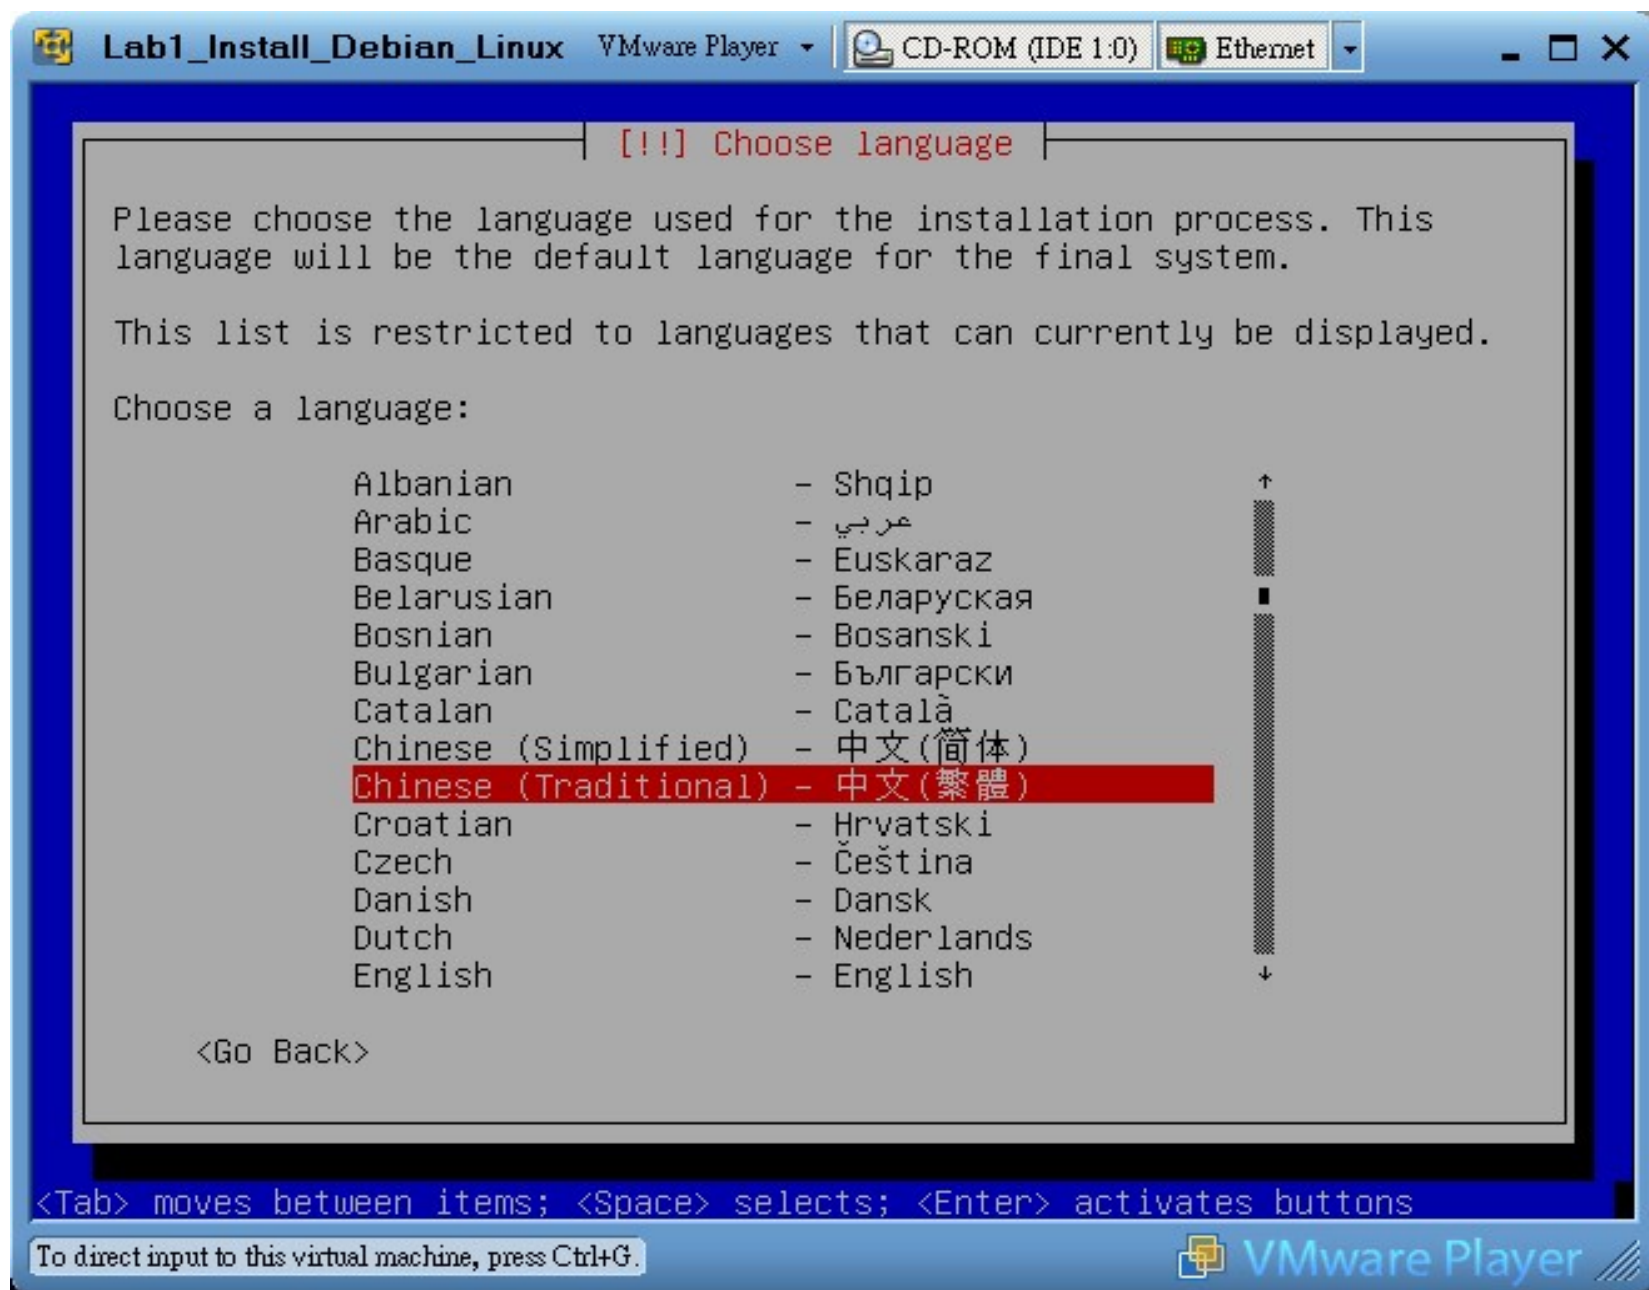 Lab1_Install_Debian_Linux VMware Player CD-ROM (IDE 1:0) Ethernet
[!!] Choose language
Please choose the language used for the installation process. This
language will be the default language for the final system.
This list is restricted to languages that can currently be displayed.
Choose a language:
Albanian - Shqip
Arabic - عربي
Basque - Euskaraz
Belarusian - Беларуская
Bosnian - Bosanski
Bulgarian - Български
Catalan - Català
Chinese (Simplified) - 中文(简体)
Chinese (Traditional) - 中文(繁體)
Croatian - Hrvatski
Czech - Čeština
Danish - Dansk
Dutch - Nederlands
English - English
<Go Back>
<Tab> moves between items; <Space> selects; <Enter> activates buttons
To direct input to this virtual machine, press Ctrl+G.
VMware Player